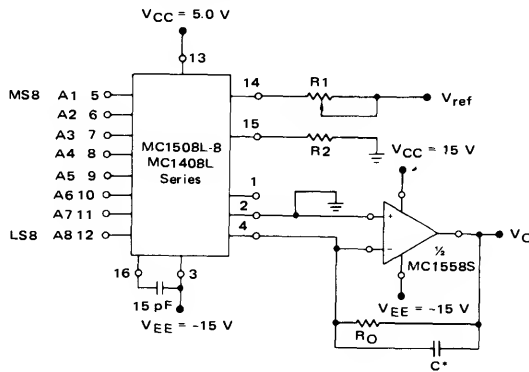 VCC = 5.0 V
13
MS8 A1 5
A2 6
A3 7
A4 8
A5 9
A6 10
A7 11
LS8 A8 12
MC1508L-8
MC1408L
Series
14
R1
Vref
15
R2
1
2
4
VCC = 15 V
+
−
½
MC1558S
VO
VEE = -15 V
16
3
15 pF
VEE = -15 V
RO
C*